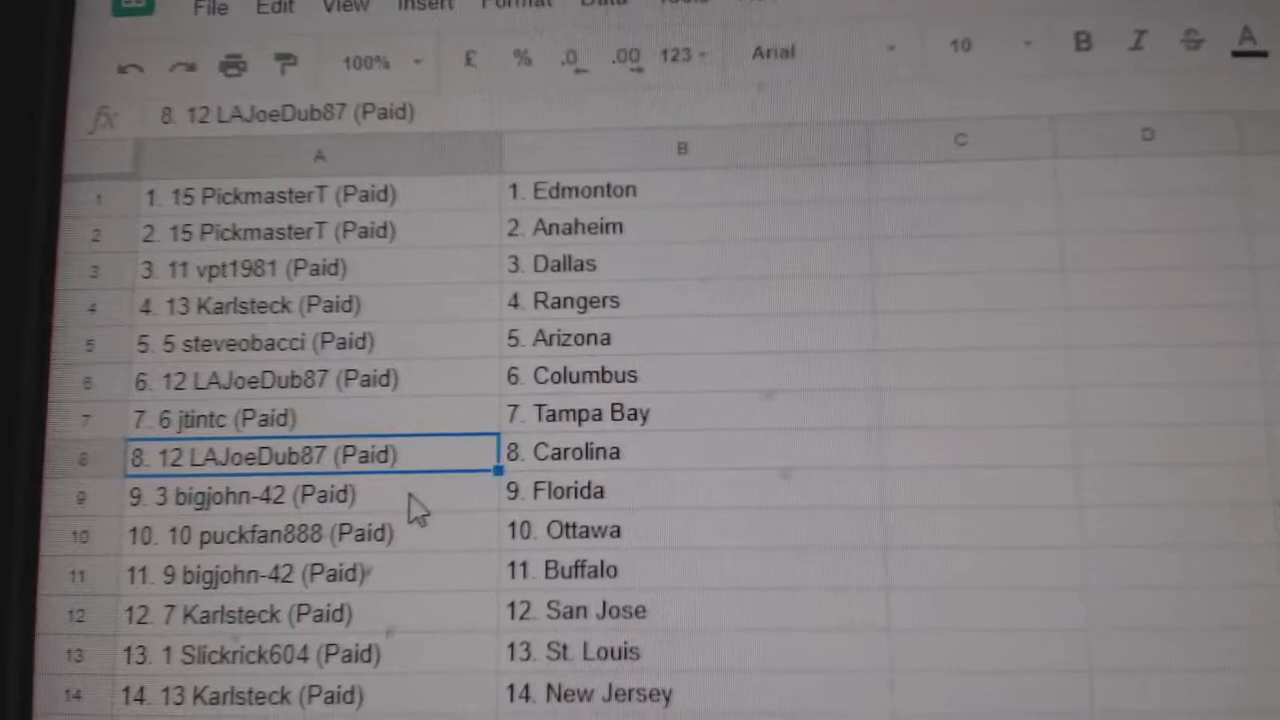 File Edit View Insert Format
100% £ % .0 .00 123 Arial 10 B I S A
fx 8. 12 LAJoeDub87 (Paid)
A B C D
1 1. 15 PickmasterT (Paid) 1. Edmonton
2 2. 15 PickmasterT (Paid) 2. Anaheim
3 3. 11 vpt1981 (Paid) 3. Dallas
4 4. 13 Karlsteck (Paid) 4. Rangers
5 5. 5 steveobacci (Paid) 5. Arizona
6 6. 12 LAJoeDub87 (Paid) 6. Columbus
7 7. 6 jtintc (Paid) 7. Tampa Bay
8 8. 12 LAJoeDub87 (Paid) 8. Carolina
9 9. 3 bigjohn-42 (Paid) 9. Florida
10 10. 10 puckfan888 (Paid) 10. Ottawa
11 11. 9 bigjohn-42 (Paid) 11. Buffalo
12 12. 7 Karlsteck (Paid) 12. San Jose
13 13. 1 Slickrick604 (Paid) 13. St. Louis
14 14. 13 Karlsteck (Paid) 14. New Jersey